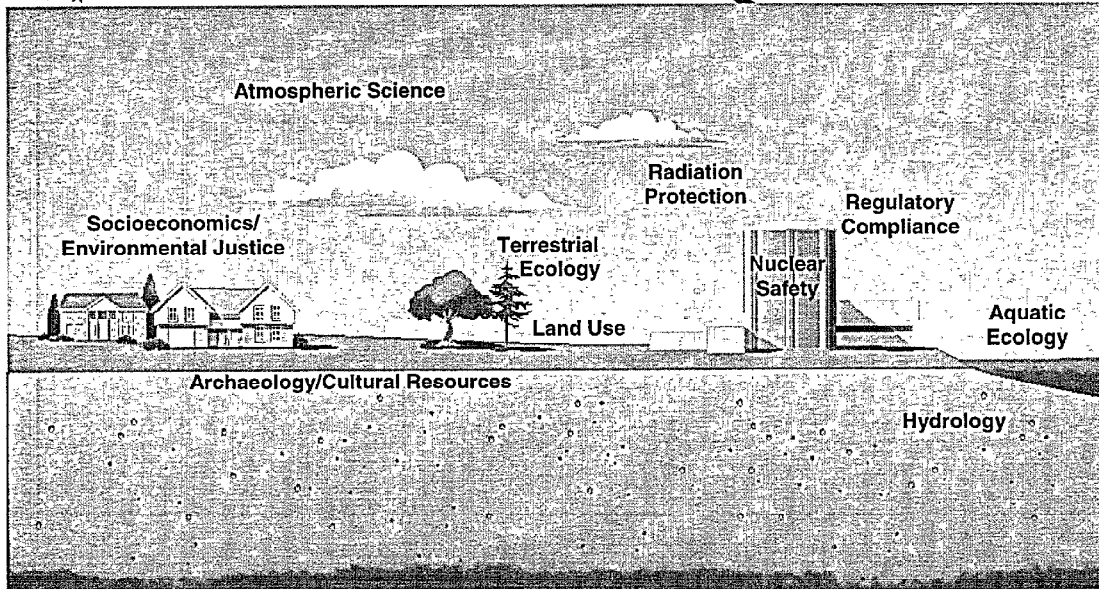 Atmospheric Science
Radiation
Protection
Regulatory
Compliance
Socioeconomics/
Environmental Justice
Terrestrial
Ecology
Nuclear
Safety
Land Use
Aquatic
Ecology
Archaeology/Cultural Resources
Hydrology